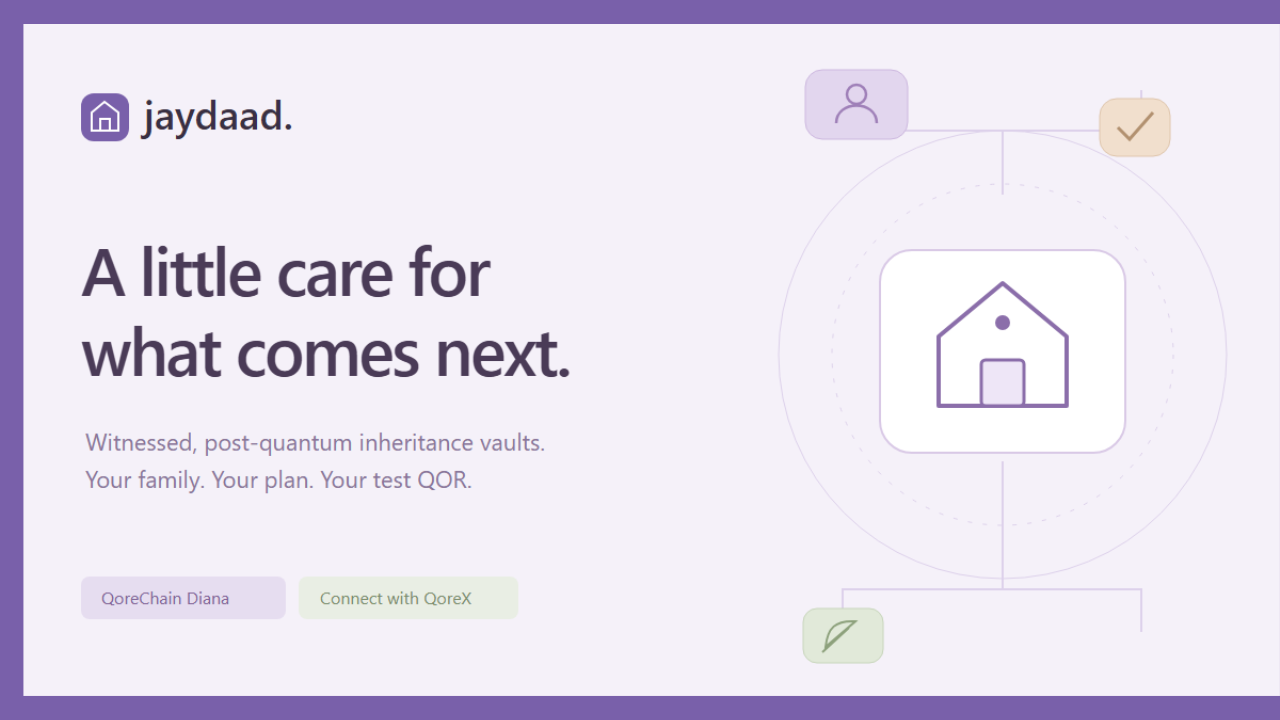 jaydaad.
A little care for
what comes next.
Witnessed, post-quantum inheritance vaults.
Your family. Your plan. Your test QOR.
QoreChain Diana
Connect with QoreX